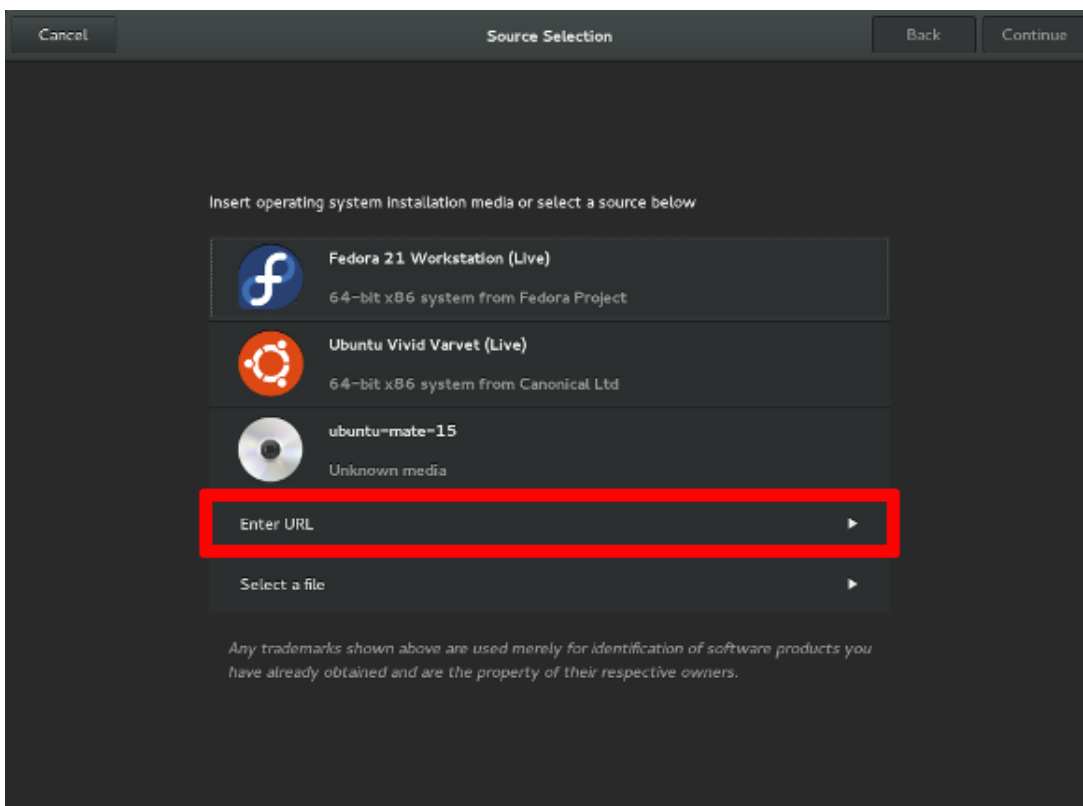 Cancel
Source Selection
Back
Continue
Insert operating system installation media or select a source below
Fedora 21 Workstation (Live)
64-bit x86 system from Fedora Project
Ubuntu Vivid Varvet (Live)
64-bit x86 system from Canonical Ltd
ubuntu-mate-15
Unknown media
Enter URL
Select a file
Any trademarks shown above are used merely for identification of software products you
have already obtained and are the property of their respective owners.